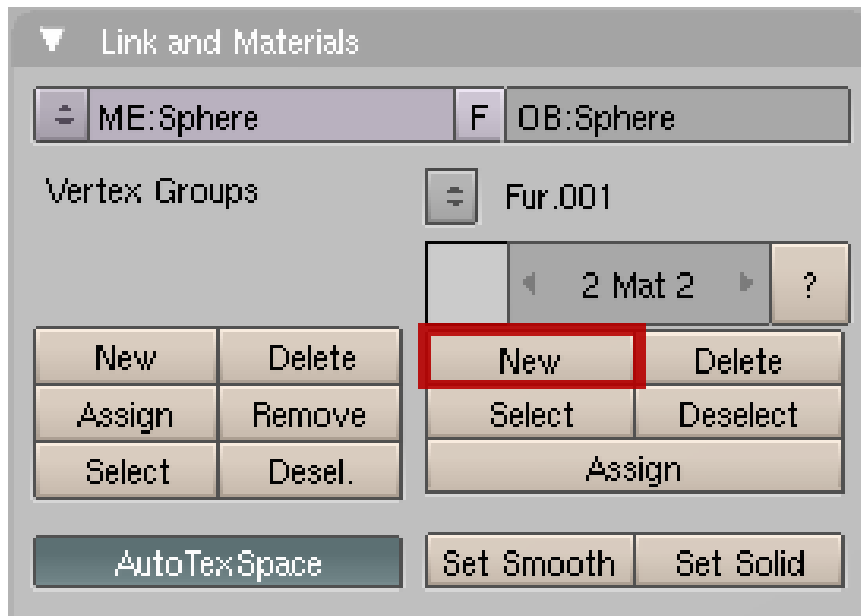 Link and Materials
ME:Sphere F OB:Sphere
Vertex Groups Fur.001
2 Mat 2 ?
New Delete New Delete
Assign Remove Select Deselect
Select Desel. Assign
AutoTexSpace Set Smooth Set Solid